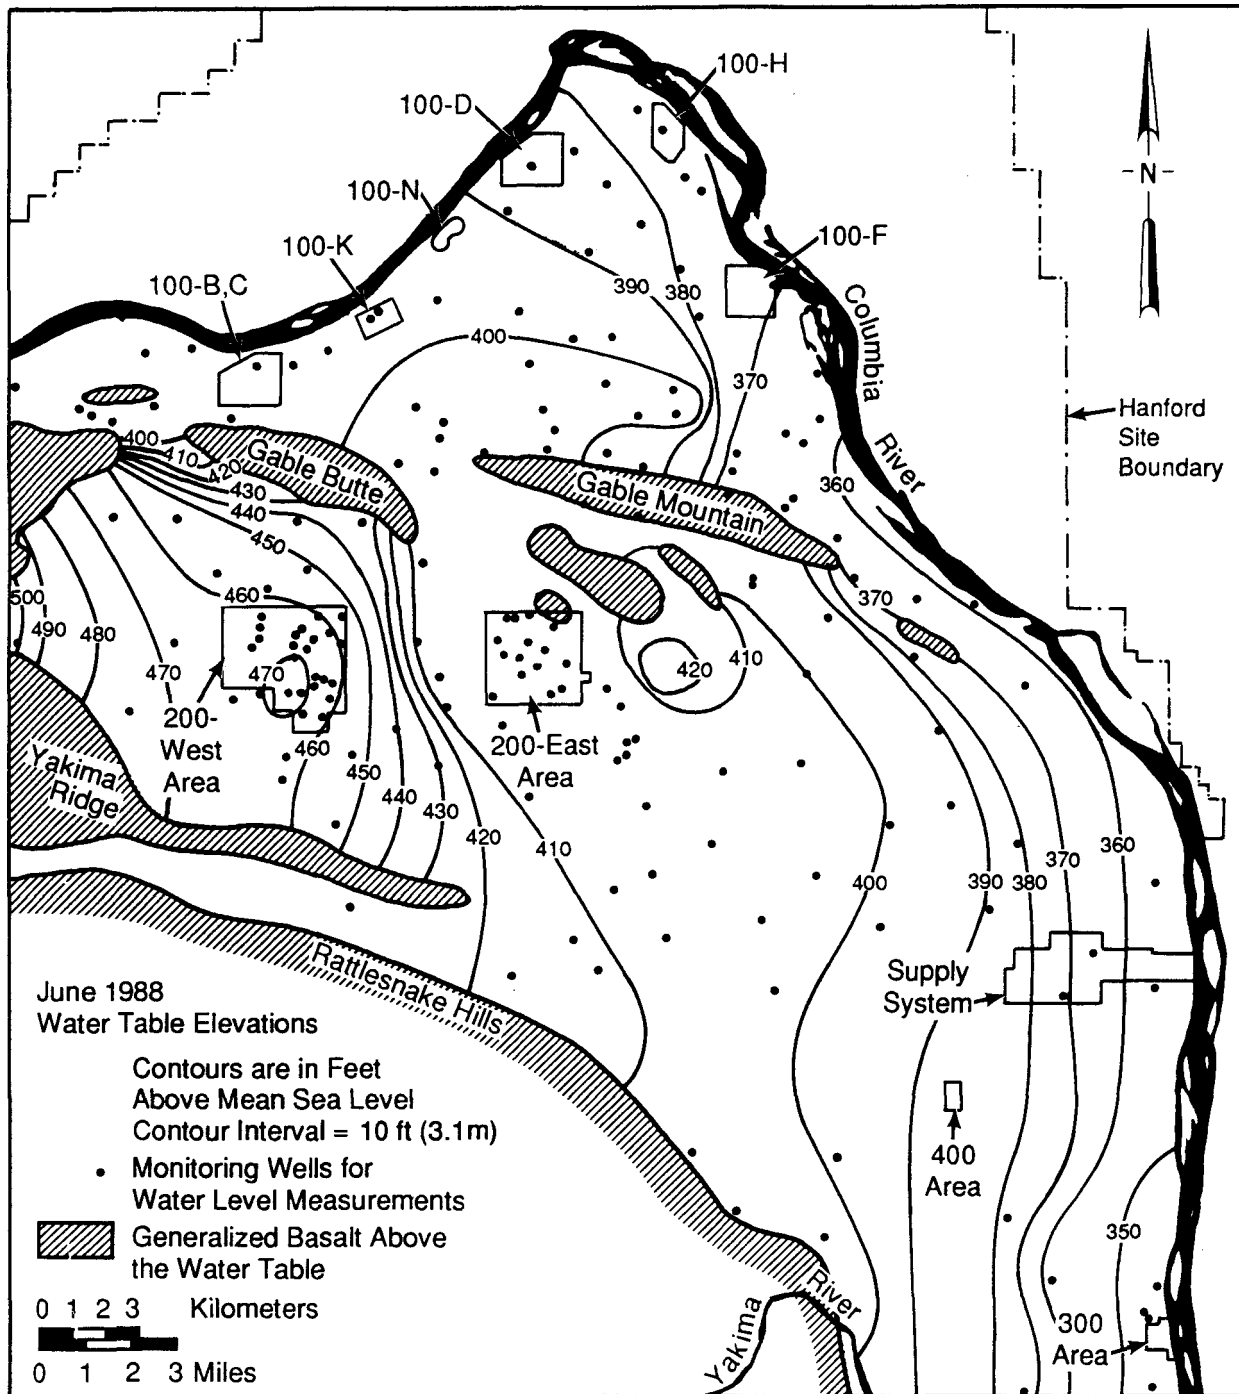 100-H
100-D
100-N
N
100-F
100-K
100-B,C
390
380
Columbia
400
370
Hanford
Site
Boundary
River
400
410
420
430
440
450
Gable Butte
Gable Mountain
360
460
370
500
490
480
470
470
420
410
200-
West
Area
460
200-East
Area
Yakima
Ridge
450
440
430
420
410
400
390
380
370
360
Rattlesnake Hills
Supply
System
June 1988
Water Table Elevations
Contours are in Feet
Above Mean Sea Level
Contour Interval = 10 ft (3.1m)
Monitoring Wells for
Water Level Measurements
Generalized Basalt Above
the Water Table
400
Area
350
0 1 2 3 Kilometers
0 1 2 3 Miles
Yakima
River
300
Area